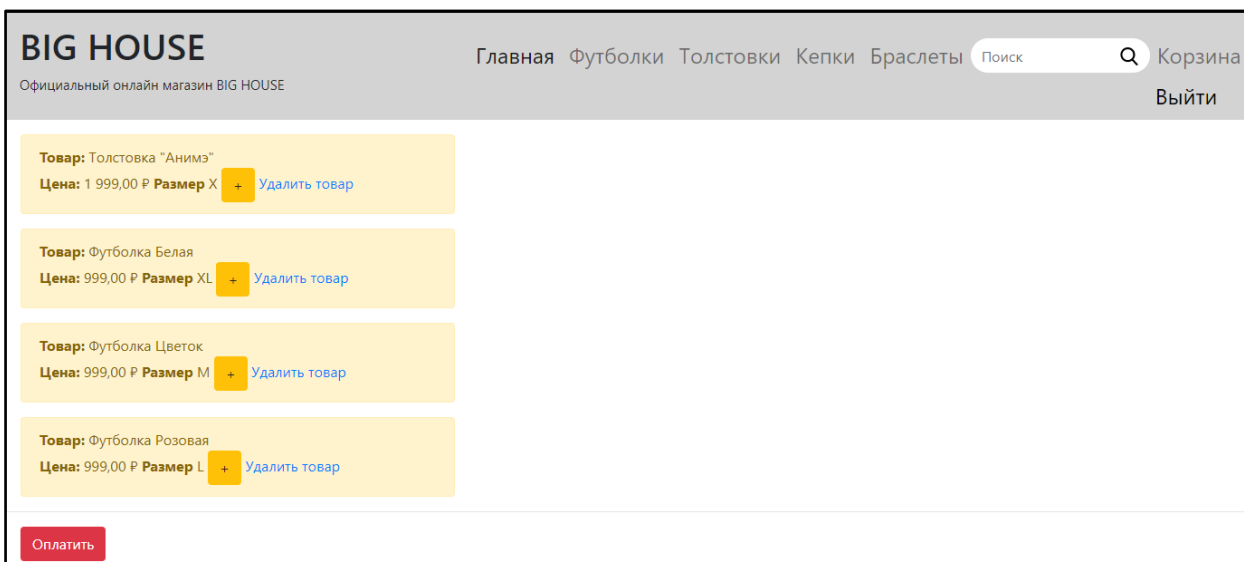 BIG HOUSE
Официальный онлайн магазин BIG HOUSE
Главная Футболки Толстовки Кепки Браслеты Поиск Корзина
Выйти
Товар: Толстовка "Анимэ"
Цена: 1 999,00 ₽ Размер X + Удалить товар
Товар: Футболка Белая
Цена: 999,00 ₽ Размер XL + Удалить товар
Товар: Футболка Цветок
Цена: 999,00 ₽ Размер M + Удалить товар
Товар: Футболка Розовая
Цена: 999,00 ₽ Размер L + Удалить товар
Оплатить